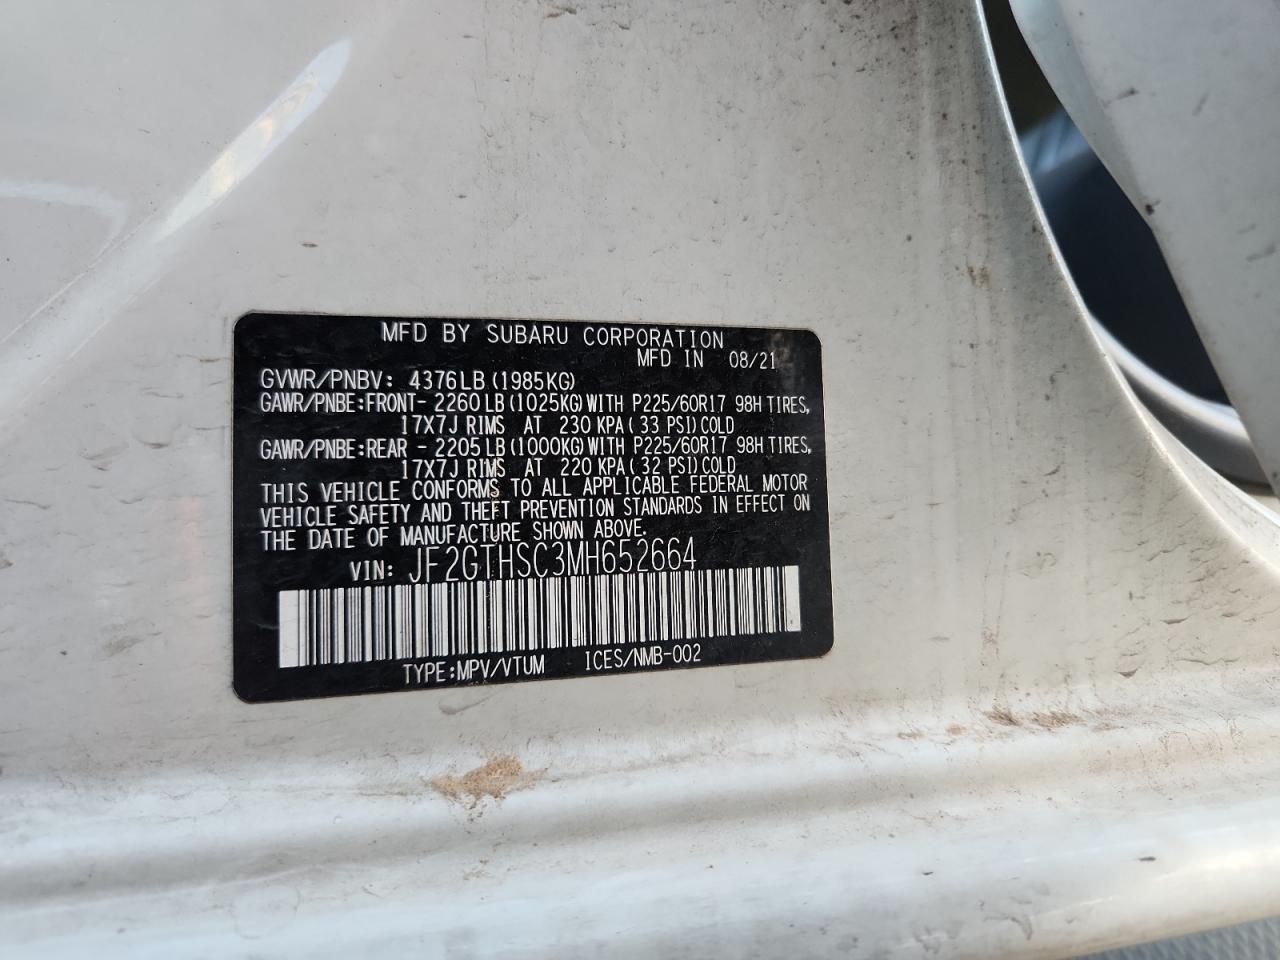 MFD BY SUBARU CORPORATION
MFD IN 08/21
GVWR/PNBV: 4376LB (1985KG)
GAWR/PNBE:FRONT- 2260LB (1025KG) WITH P225/60R17 98H TIRES,
17X7J RIMS AT 230 KPA ( 33 PSI) COLD
GAWR/PNBE:REAR - 2205LB (1000KG) WITH P225/60R17 98H TIRES,
17X7J RIMS AT 220 KPA ( 32 PSI) COLD
THIS VEHICLE CONFORMS TO ALL APPLICABLE FEDERAL MOTOR
VEHICLE SAFETY AND THEFT PREVENTION STANDARDS IN EFFECT ON
THE DATE OF MANUFACTURE SHOWN ABOVE.
VIN: JF2GTHSC3MH652664
TYPE:MPV/VTUM ICES/NMB-002